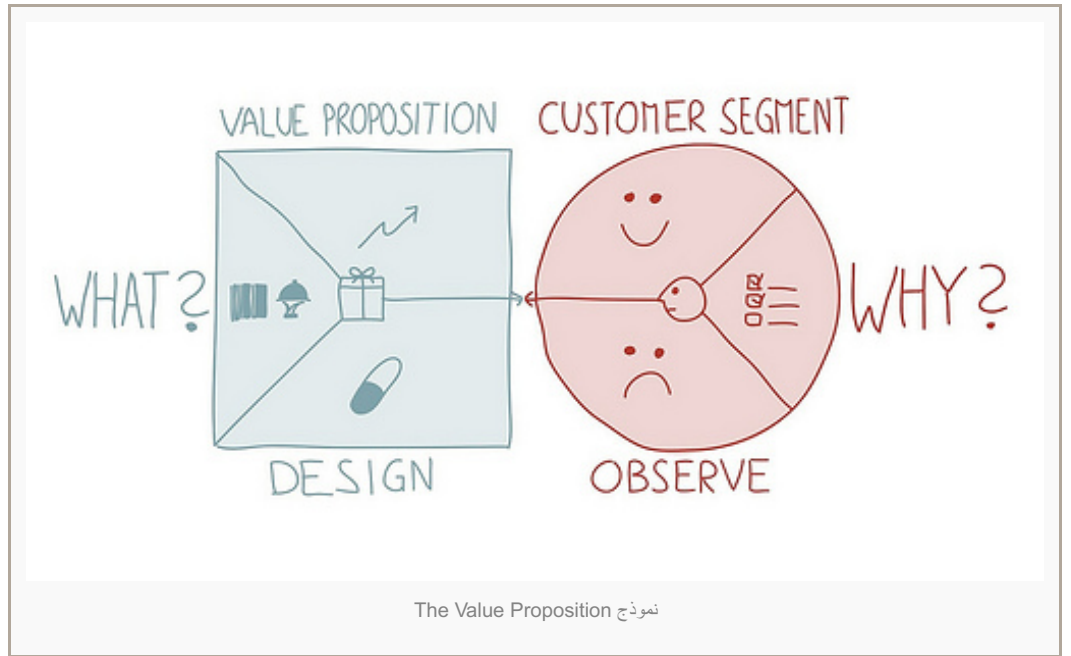 VALUE PROPOSITION
CUSTOMER SEGMENT
WHAT?
WHY?
DESIGN
OBSERVE
نموذج The Value Proposition